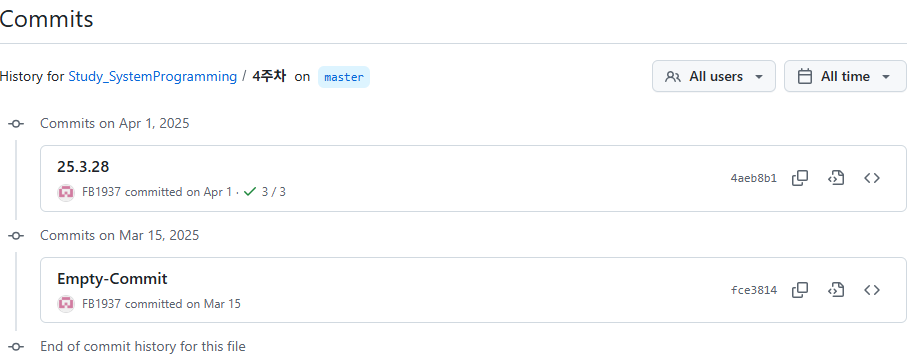 Commits
History for Study_SystemProgramming / 4주차 on master
All users
All time
Commits on Apr 1, 2025
25.3.28
FB1937 committed on Apr 1 · 3 / 3
4aeb8b1
Commits on Mar 15, 2025
Empty-Commit
FB1937 committed on Mar 15
fce3814
End of commit history for this file